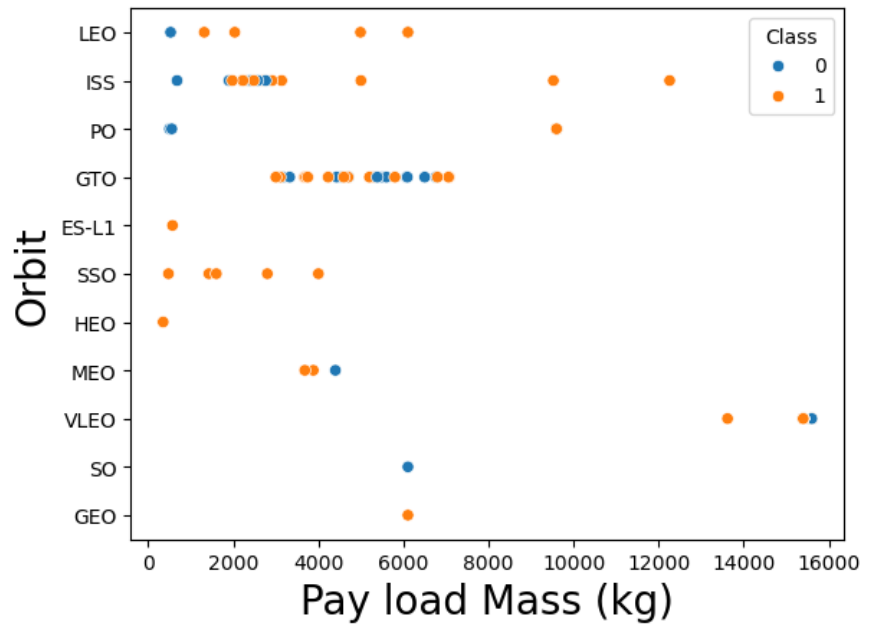 LEO
ISS
PO
GTO
ES-L1
SSO
HEO
MEO
VLEO
SO
GEO
Orbit
Class
0
1
0 2000 4000 6000 8000 10000 12000 14000 16000
Pay load Mass (kg)